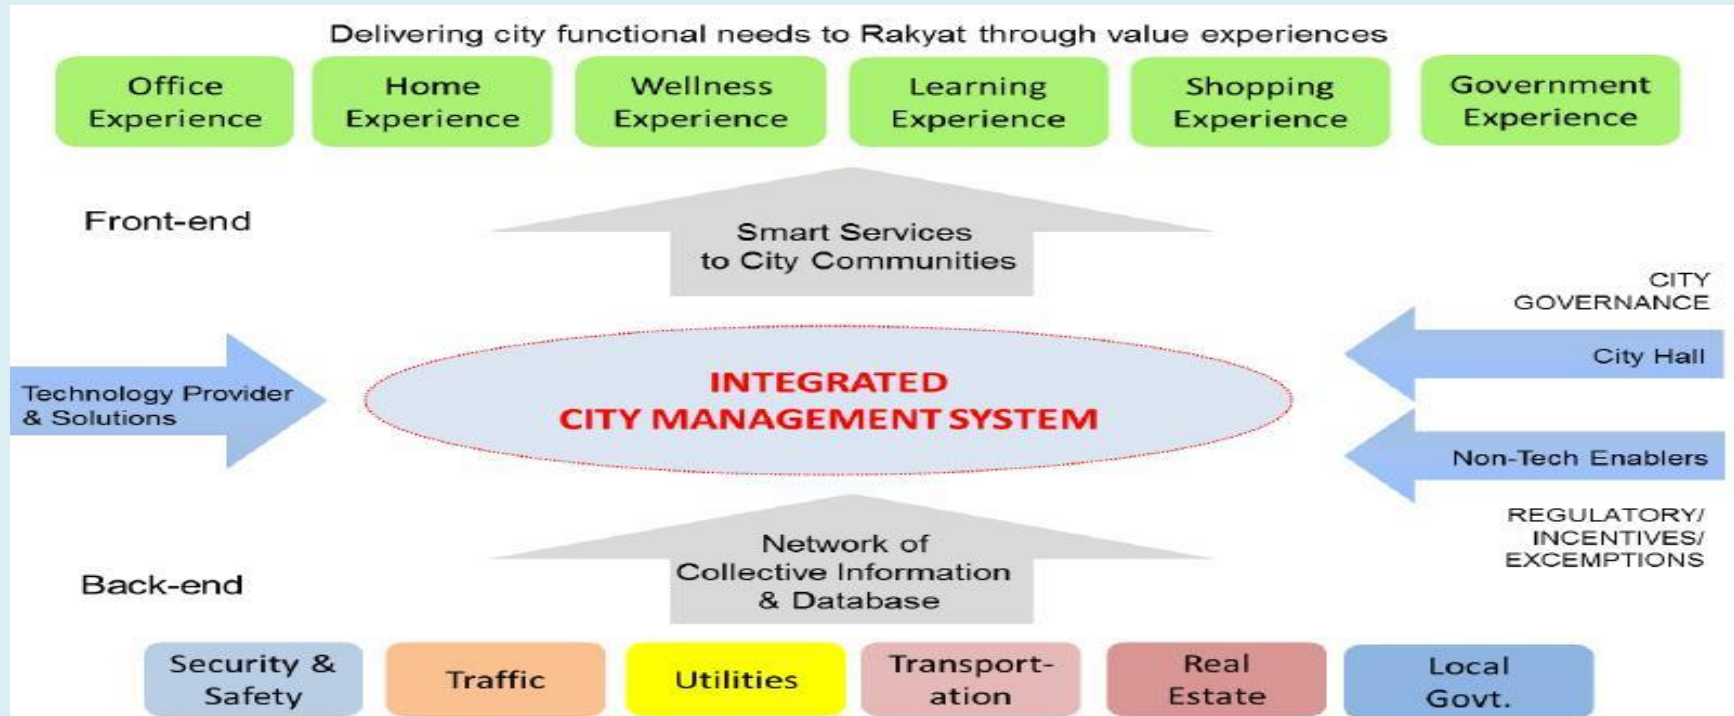 Delivering city functional needs to Rakyat through value experiences
Office
Experience
Home
Experience
Wellness
Experience
Learning
Experience
Shopping
Experience
Government
Experience
Front-end
Smart Services
to City Communities
CITY
GOVERNANCE
City Hall
Technology Provider
& Solutions
INTEGRATED
CITY MANAGEMENT SYSTEM
Non-Tech Enablers
REGULATORY/
INCENTIVES/
EXCEMPTIONS
Network of
Collective Information
& Database
Back-end
Security &
Safety
Traffic
Utilities
Transport-
ation
Real
Estate
Local
Govt.